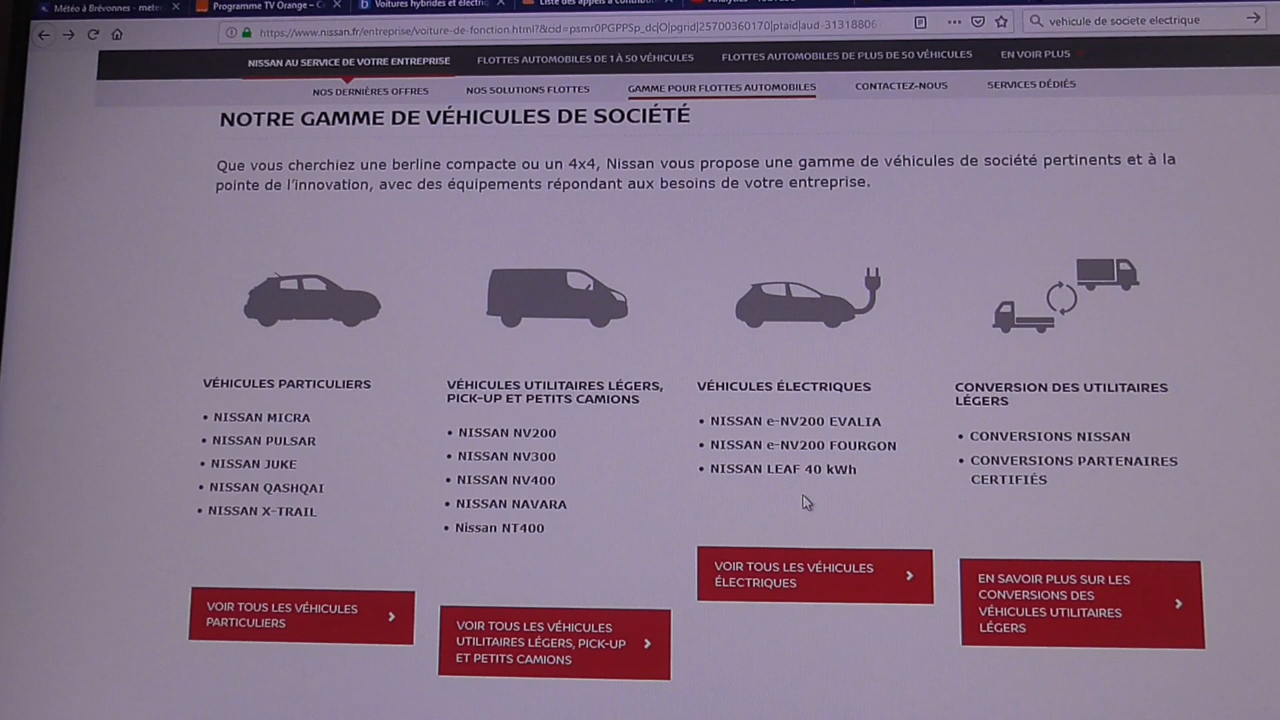 Météo à Brévonnes - meteo
Programme TV Orange –
Voitures hybrides et électri
https://www.nissan.fr/entreprise/voiture-de-fonction.html?&cid=psmr0PGPPSp_dc|O|pgrid|25700360170|ptaid|aud-31318806
vehicule de societe electrique
NISSAN AU SERVICE DE VOTRE ENTREPRISE
FLOTTES AUTOMOBILES DE 1 À 50 VÉHICULES
FLOTTES AUTOMOBILES DE PLUS DE 50 VÉHICULES
EN VOIR PLUS
NOS DERNIÈRES OFFRES
NOS SOLUTIONS FLOTTES
GAMME POUR FLOTTES AUTOMOBILES
CONTACTEZ-NOUS
SERVICES DÉDIÉS
NOTRE GAMME DE VÉHICULES DE SOCIÉTÉ
Que vous cherchiez une berline compacte ou un 4x4, Nissan vous propose une gamme de véhicules de société pertinents et à la
pointe de l'innovation, avec des équipements répondant aux besoins de votre entreprise.
VÉHICULES PARTICULIERS
• NISSAN MICRA
• NISSAN PULSAR
• NISSAN JUKE
• NISSAN QASHQAI
• NISSAN X-TRAIL
VOIR TOUS LES VÉHICULES
PARTICULIERS
VÉHICULES UTILITAIRES LÉGERS,
PICK-UP ET PETITS CAMIONS
• NISSAN NV200
• NISSAN NV300
• NISSAN NV400
• NISSAN NAVARA
• Nissan NT400
VOIR TOUS LES VÉHICULES
UTILITAIRES LÉGERS, PICK-UP
ET PETITS CAMIONS
VÉHICULES ÉLECTRIQUES
• NISSAN e-NV200 EVALIA
• NISSAN e-NV200 FOURGON
• NISSAN LEAF 40 kWh
VOIR TOUS LES VÉHICULES
ÉLECTRIQUES
CONVERSION DES UTILITAIRES
LÉGERS
• CONVERSIONS NISSAN
• CONVERSIONS PARTENAIRES
CERTIFIÉS
EN SAVOIR PLUS SUR LES
CONVERSIONS DES
VÉHICULES UTILITAIRES
LÉGERS